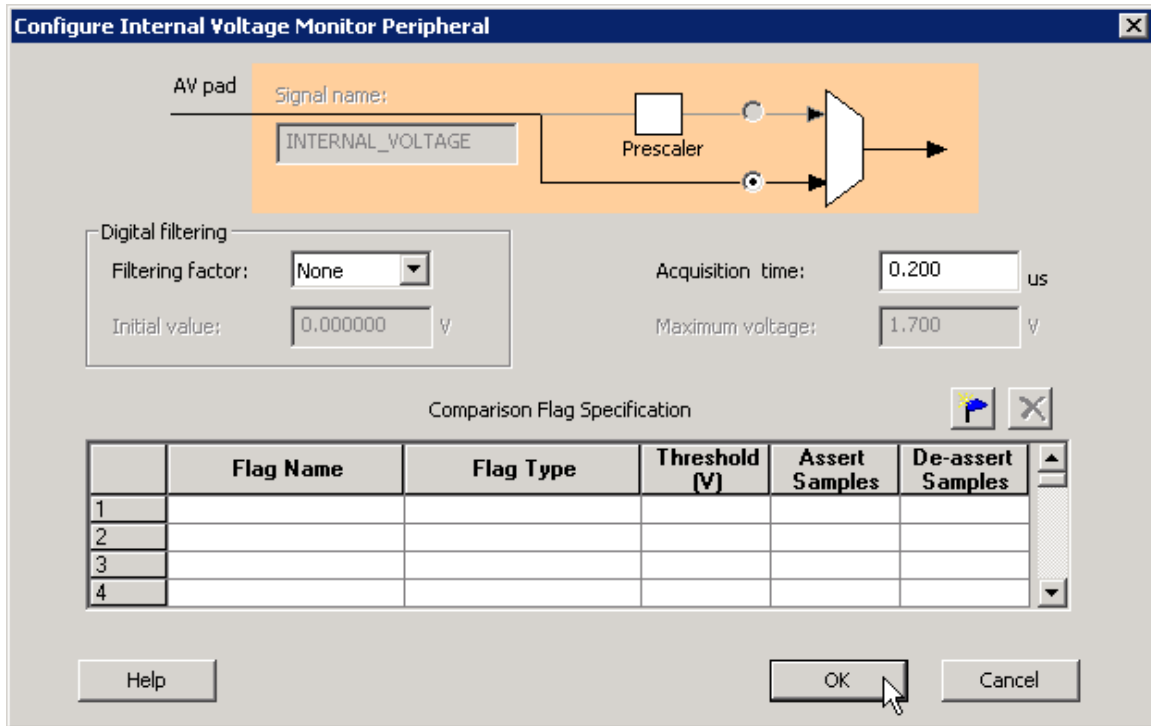 Configure Internal Voltage Monitor Peripheral
AV pad
Signal name:
INTERNAL_VOLTAGE
Prescaler
Digital filtering
Filtering factor: None
Acquisition time: 0.200 us
Initial value: 0.000000 V
Maximum voltage: 1.700 V
Comparison Flag Specification
Flag Name Flag Type Threshold (V) Assert Samples De-assert Samples
1
2
3
4
Help OK Cancel